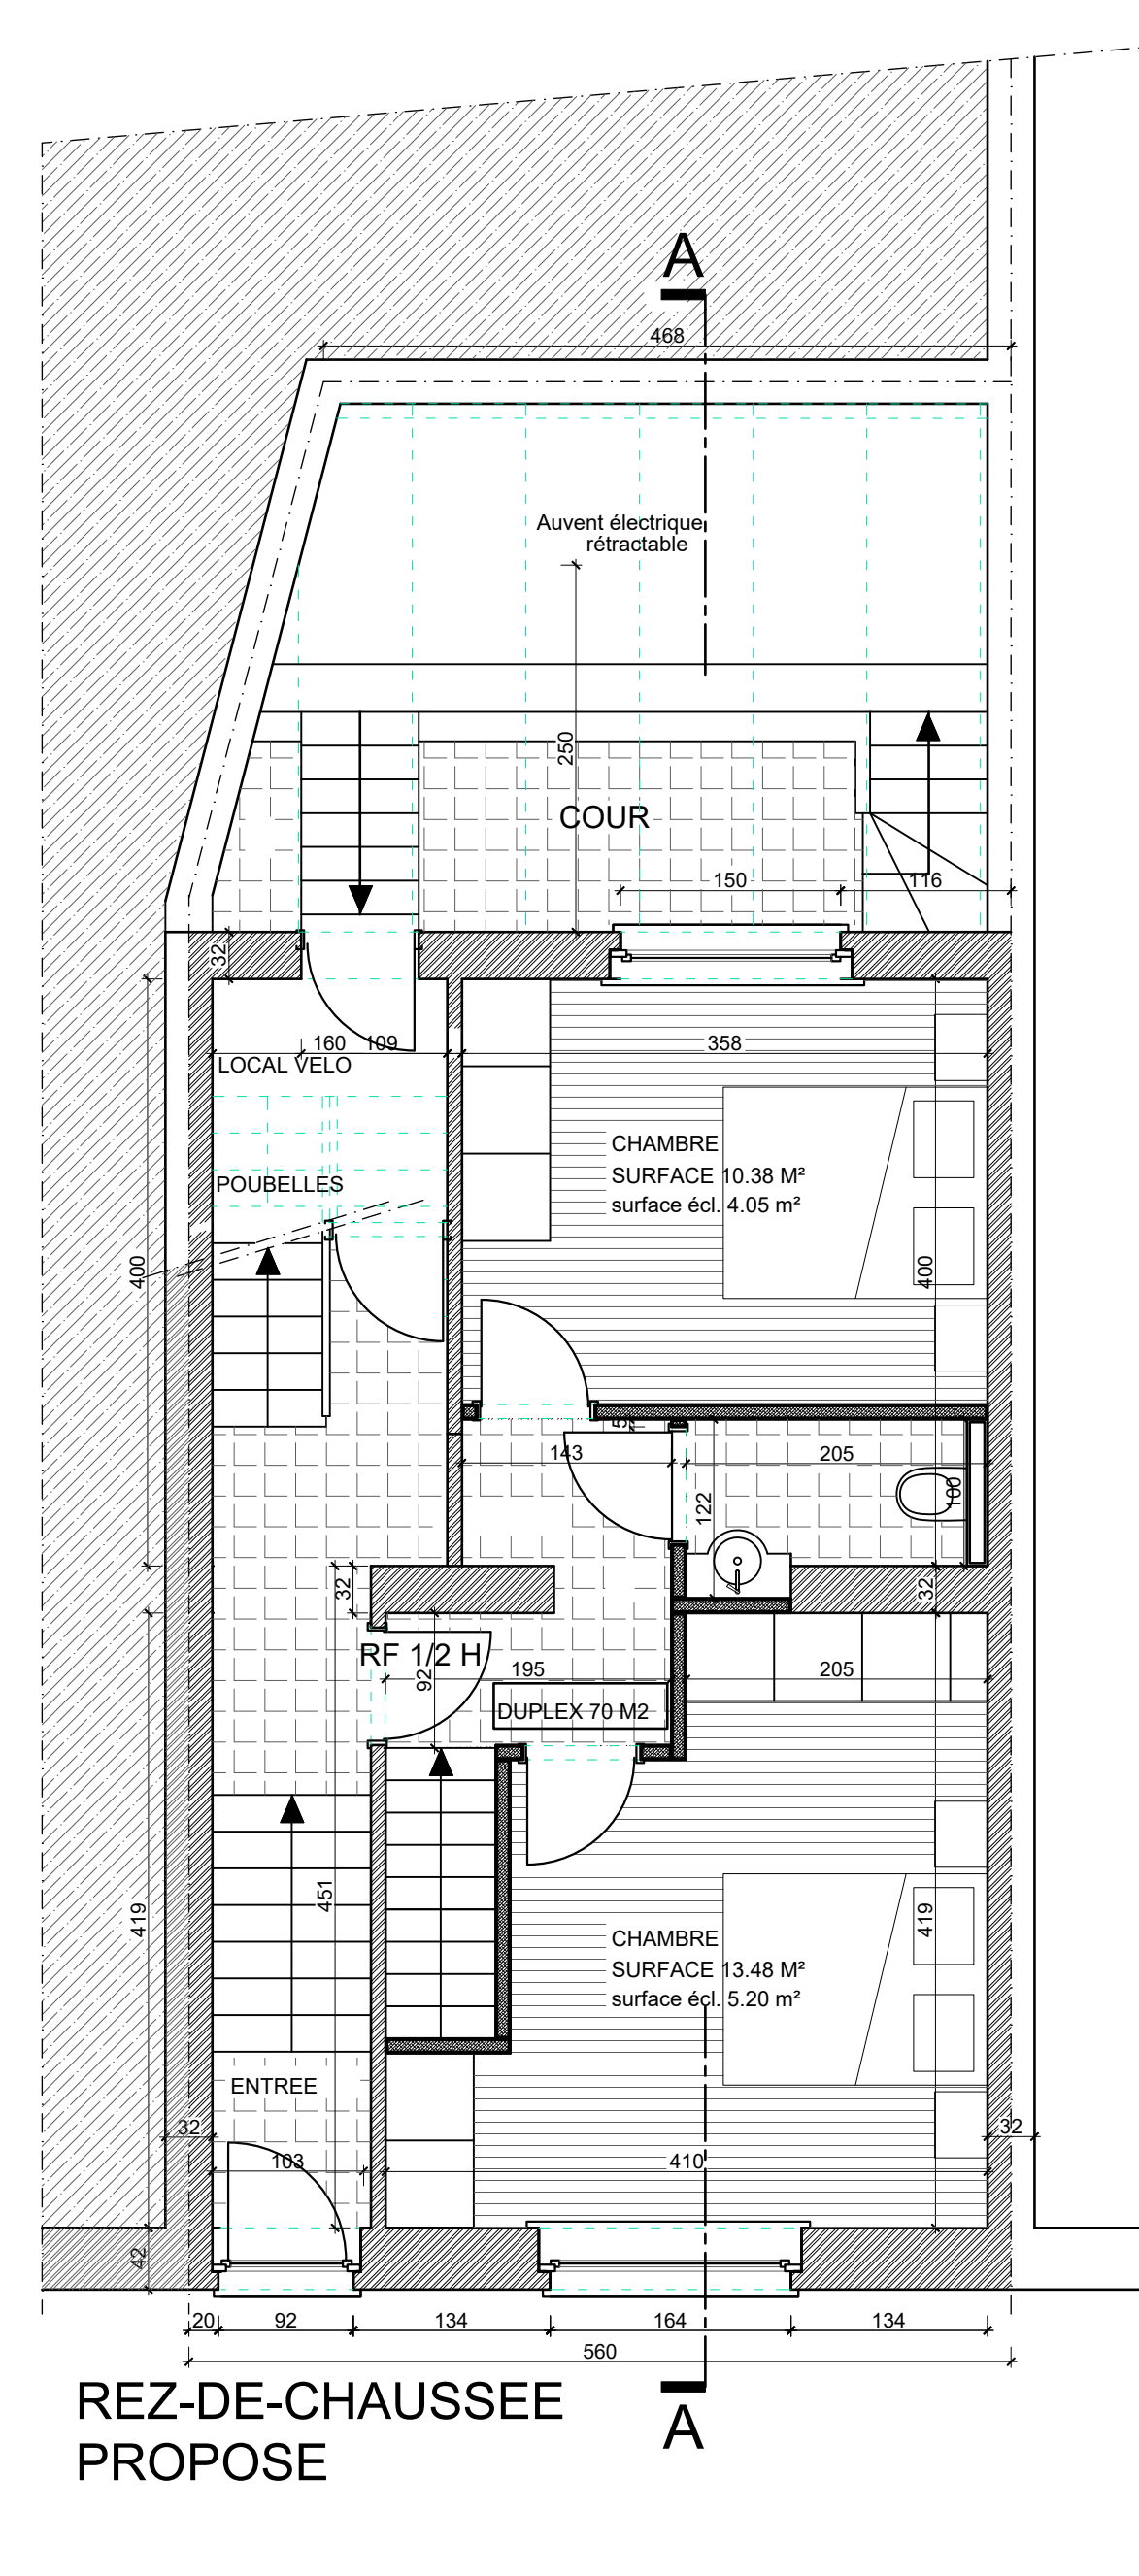 A
468
Auvent électrique
rétractable
250
COUR
150
116
32
160
109
358
LOCAL VELO
CHAMBRE
SURFACE 10.38 M²
surface écl. 4.05 m²
POUBELLES
400
400
5
143
205
122
100
32
32
RF 1/2 H
92
195
205
DUPLEX 70 M2
451
419
419
CHAMBRE
SURFACE 13.48 M²
surface écl. 5.20 m²
ENTREE
32
32
103
410
42
20
92
134
164
134
560
REZ-DE-CHAUSSEE
PROPOSE
A